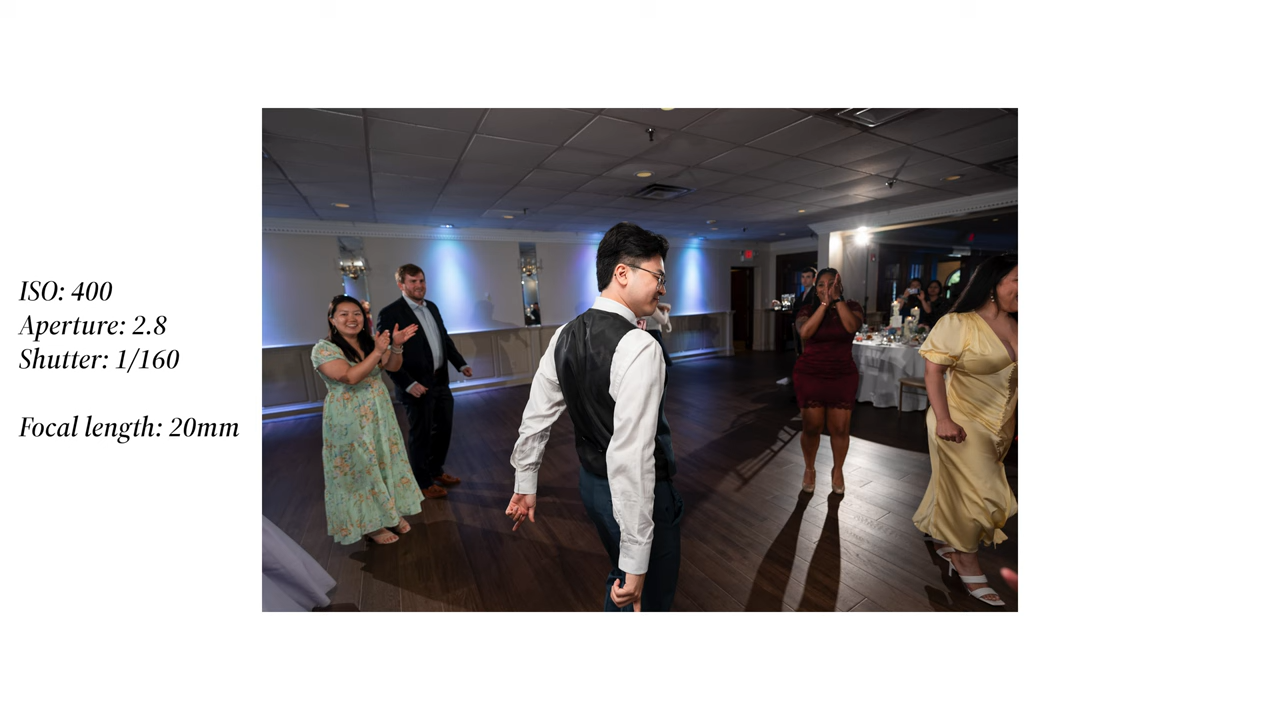 ISO: 400
Aperture: 2.8
Shutter: 1/160
Focal length: 20mm